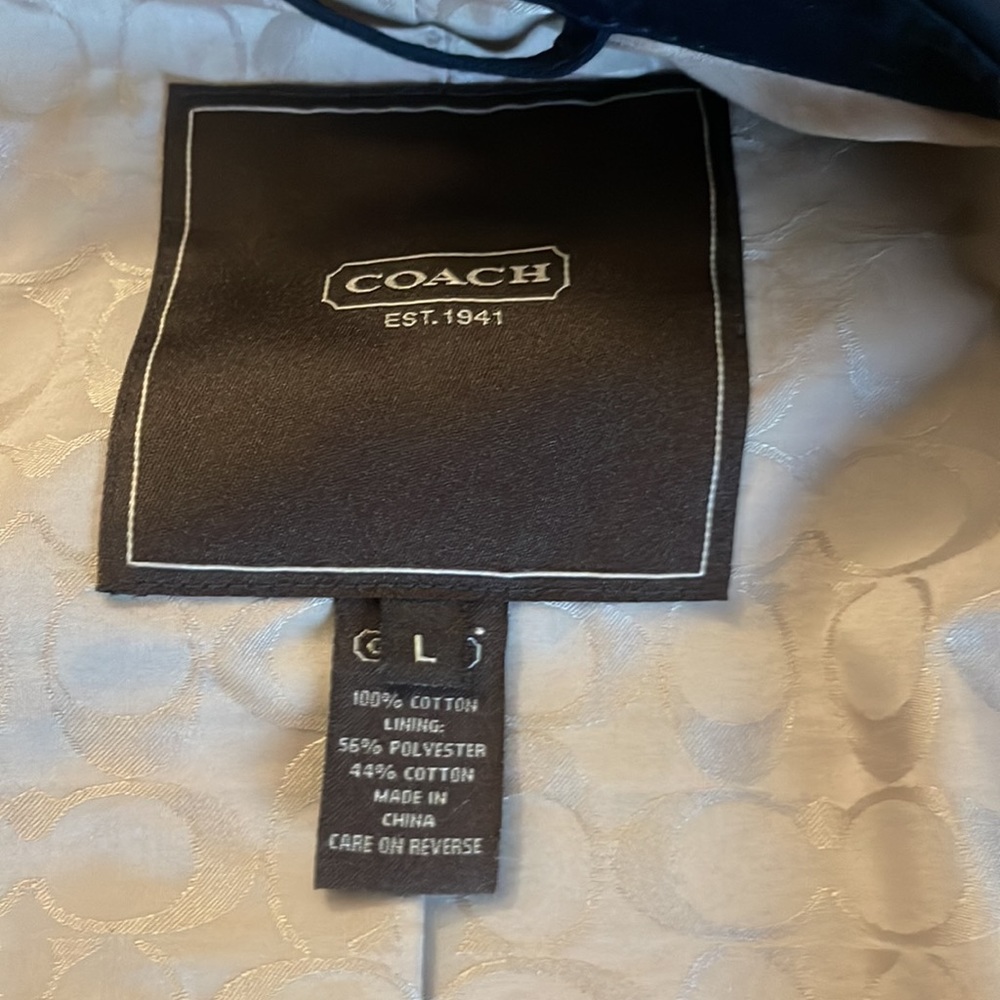 COACH
EST. 1941
L
100% COTTON
LINING:
56% POLYESTER
44% COTTON
MADE IN
CHINA
CARE ON REVERSE